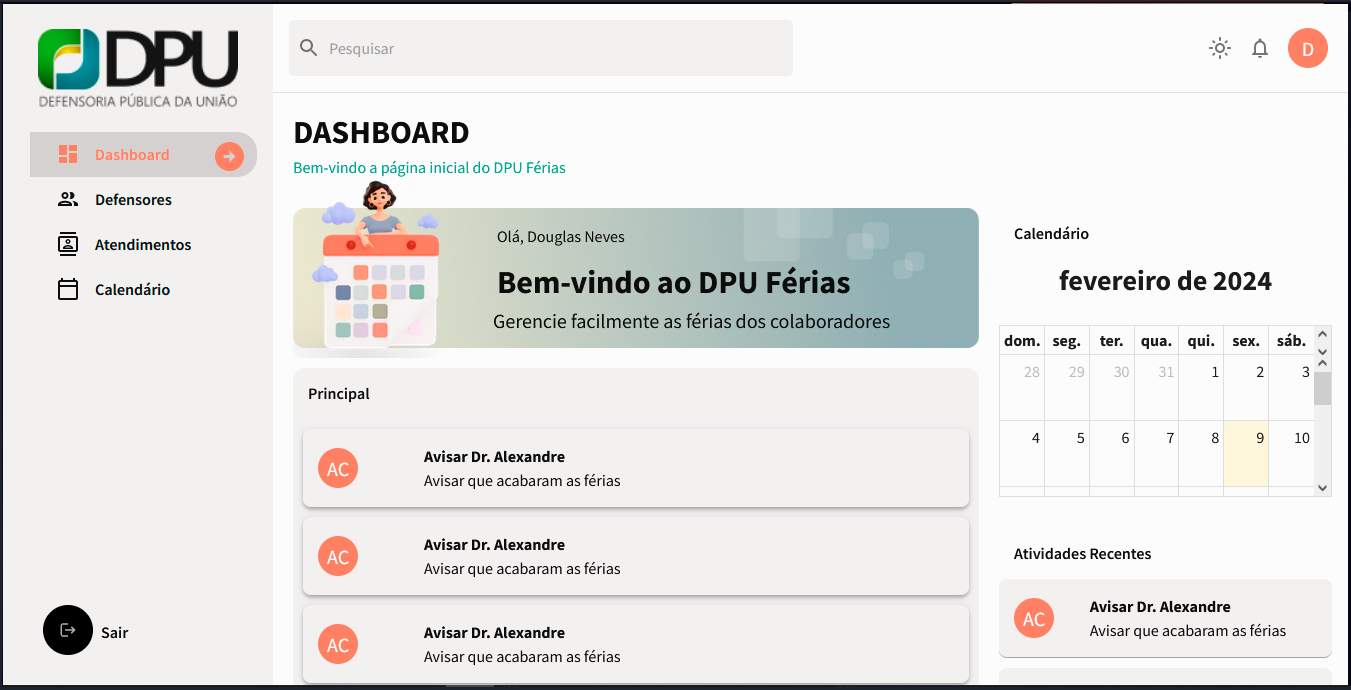 DPU
DEFENSORIA PÚBLICA DA UNIÃO
Dashboard
Defensores
Atendimentos
Calendário
Sair
Pesquisar
D
DASHBOARD
Bem-vindo a página inicial do DPU Férias
Olá, Douglas Neves
Bem-vindo ao DPU Férias
Gerencie facilmente as férias dos colaboradores
Principal
AC
Avisar Dr. Alexandre
Avisar que acabaram as férias
AC
Avisar Dr. Alexandre
Avisar que acabaram as férias
AC
Avisar Dr. Alexandre
Avisar que acabaram as férias
Calendário
fevereiro de 2024
dom. seg. ter. qua. qui. sex. sáb.
28 29 30 31 1 2 3
4 5 6 7 8 9 10
Atividades Recentes
AC
Avisar Dr. Alexandre
Avisar que acabaram as férias